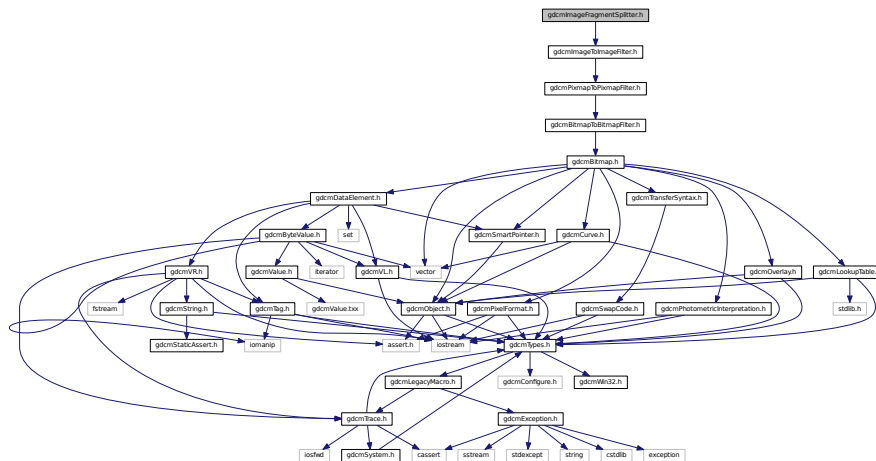 gdcmImageFragmentSplitter.h
gdcmImageToImageFilter.h
gdcmPixmapToPixmapFilter.h
gdcmBitmapToBitmapFilter.h
gdcmBitmap.h
gdcmDataElement.h
gdcmTransferSyntax.h
gdcmByteValue.h
set
gdcmSmartPointer.h
gdcmCurve.h
gdcmVR.h
gdcmValue.h
iterator
gdcmVL.h
vector
gdcmOverlay.h
gdcmLookupTable.
fstream
gdcmString.h
gdcmTag.h
gdcmValue.txx
gdcmObject.h
gdcmPixelFormat.h
gdcmSwapCode.h
gdcmPhotometricInterpretation.h
stdlib.h
gdcmStaticAssert.h
iomanip
assert.h
iostream
gdcmTypes.h
gdcmLegacyMacro.h
gdcmConfigure.h
gdcmWin32.h
gdcmTrace.h
gdcmException.h
iosfwd
gdcmSystem.h
cassert
sstream
stdexcept
string
cstdlib
exception